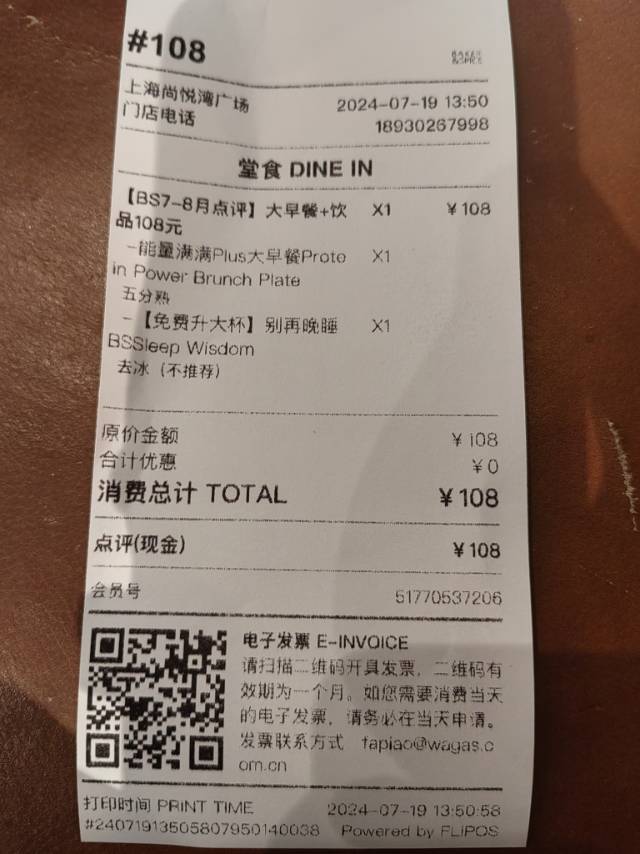 #108
BAKER
&SPICE
上海尚悦湾广场 2024-07-19 13:50
门店电话 18930267998
堂食 DINE IN
【BS7-8月点评】大早餐+饮 X1 ￥108
品108元
-能量满满Plus大早餐Prote X1
in Power Brunch Plate
五分熟
-【免费升大杯】别再晚睡 X1
BSSleep Wisdom
去冰（不推荐）
原价金额 ￥108
合计优惠 ￥0
消费总计 TOTAL ￥108
点评(现金) ￥108
会员号 51770537206
电子发票 E-INVOICE
请扫描二维码开具发票，二维码有
效期为一个月。如您需要消费当天
的电子发票，请务必在当天申请。
发票联系方式 fapiao@wagas.c
om.cn
打印时间 PRINT TIME 2024-07-19 13:50:58
#24071913505807950140038 Powered by FLIPOS